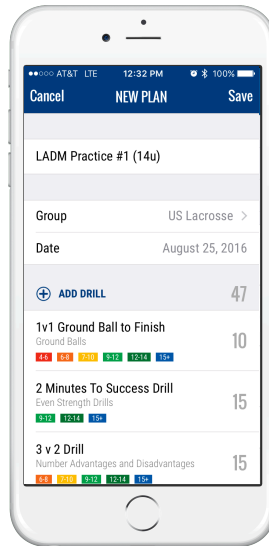 ●●○○○ AT&T LTE 12:32 PM 100%
Cancel NEW PLAN Save
LADM Practice #1 (14u)
Group US Lacrosse >
Date August 25, 2016
ADD DRILL 47
1v1 Ground Ball to Finish
Ground Balls 10
4-6 6-8 7-10 9-12 12-14 15+
2 Minutes To Success Drill
Even Strength Drills 15
9-12 12-14 15+
3 v 2 Drill
Number Advantages and Disadvantages 15
6-8 7-10 9-12 12-14 15+